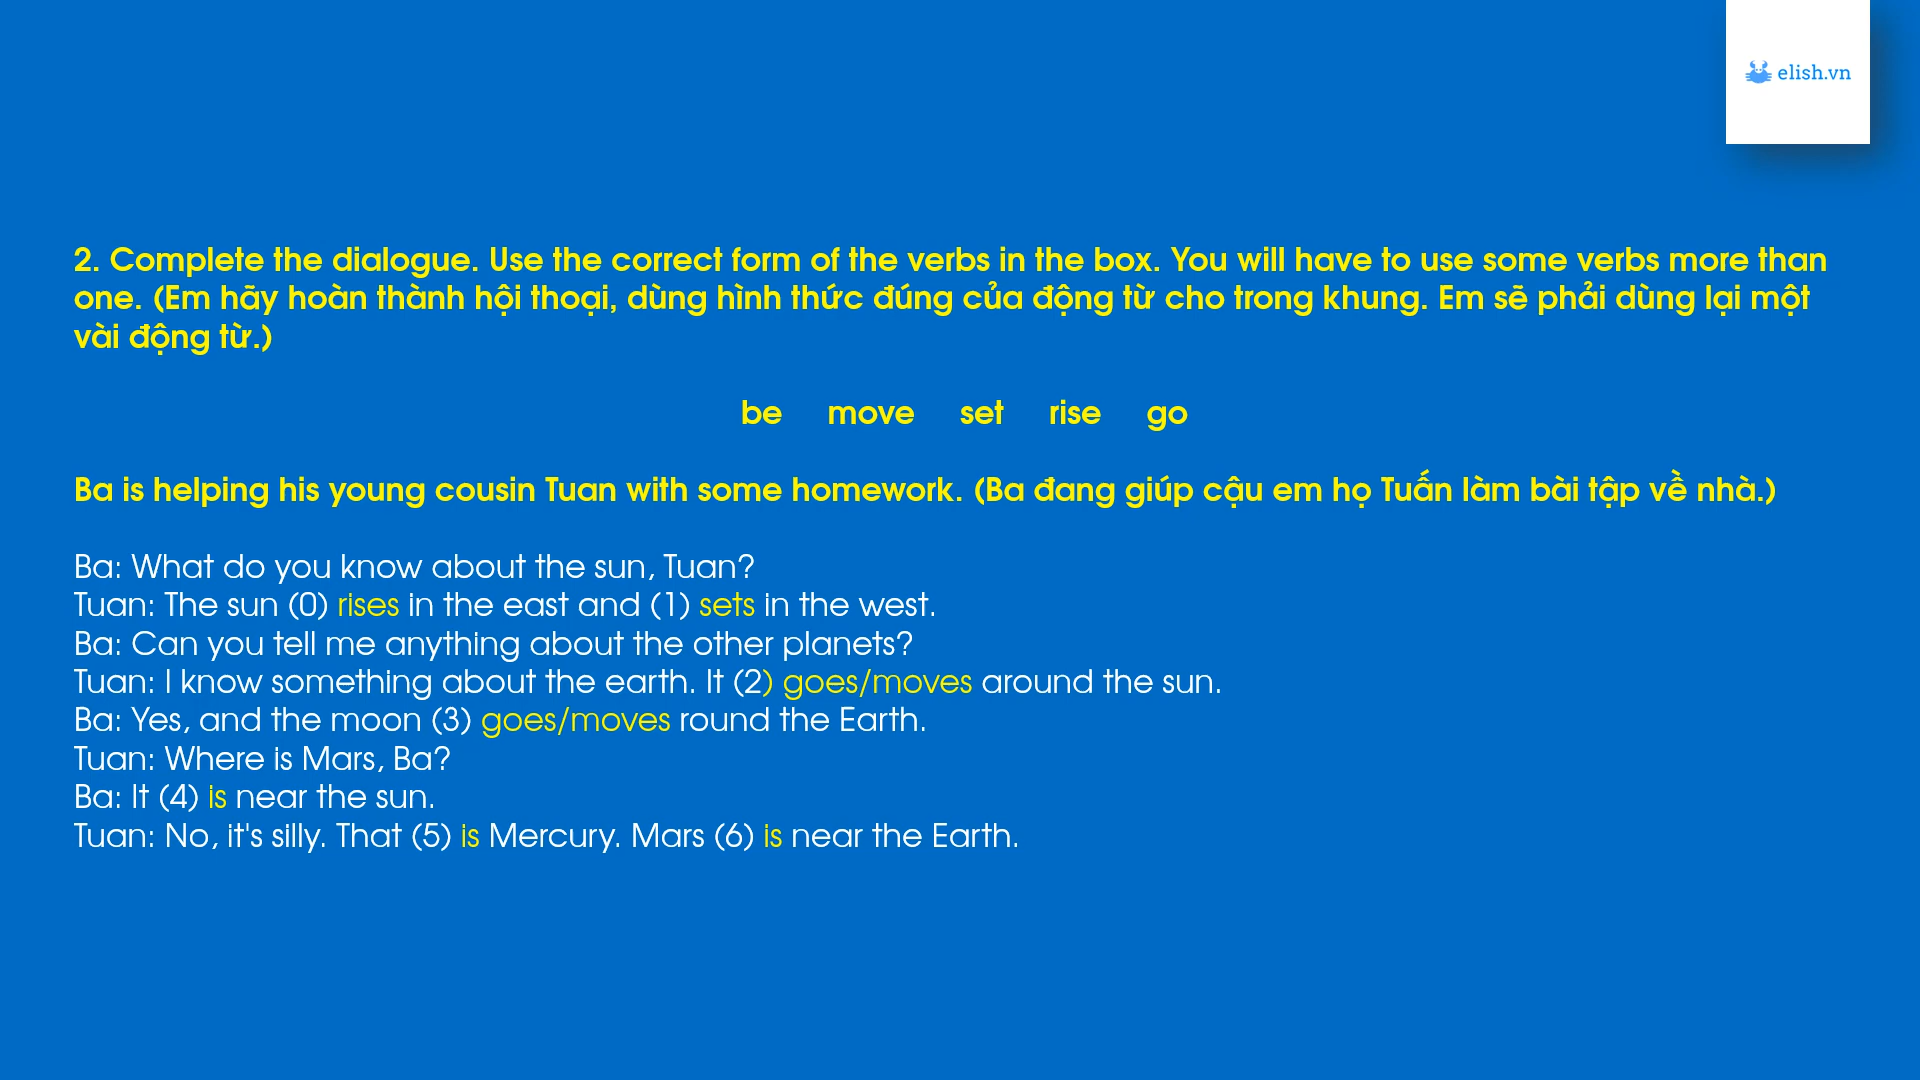 elish.vn
2. Complete the dialogue. Use the correct form of the verbs in the box. You will have to use some verbs more than
one. (Em hãy hoàn thành hội thoại, dùng hình thức đúng của động từ cho trong khung. Em sẽ phải dùng lại một
vài động từ.)
be move set rise go
Ba is helping his young cousin Tuan with some homework. (Ba đang giúp cậu em họ Tuấn làm bài tập về nhà.)
Ba: What do you know about the sun, Tuan?
Tuan: The sun (0) rises in the east and (1) sets in the west.
Ba: Can you tell me anything about the other planets?
Tuan: I know something about the earth. It (2) goes/moves around the sun.
Ba: Yes, and the moon (3) goes/moves round the Earth.
Tuan: Where is Mars, Ba?
Ba: It (4) is near the sun.
Tuan: No, it's silly. That (5) is Mercury. Mars (6) is near the Earth.